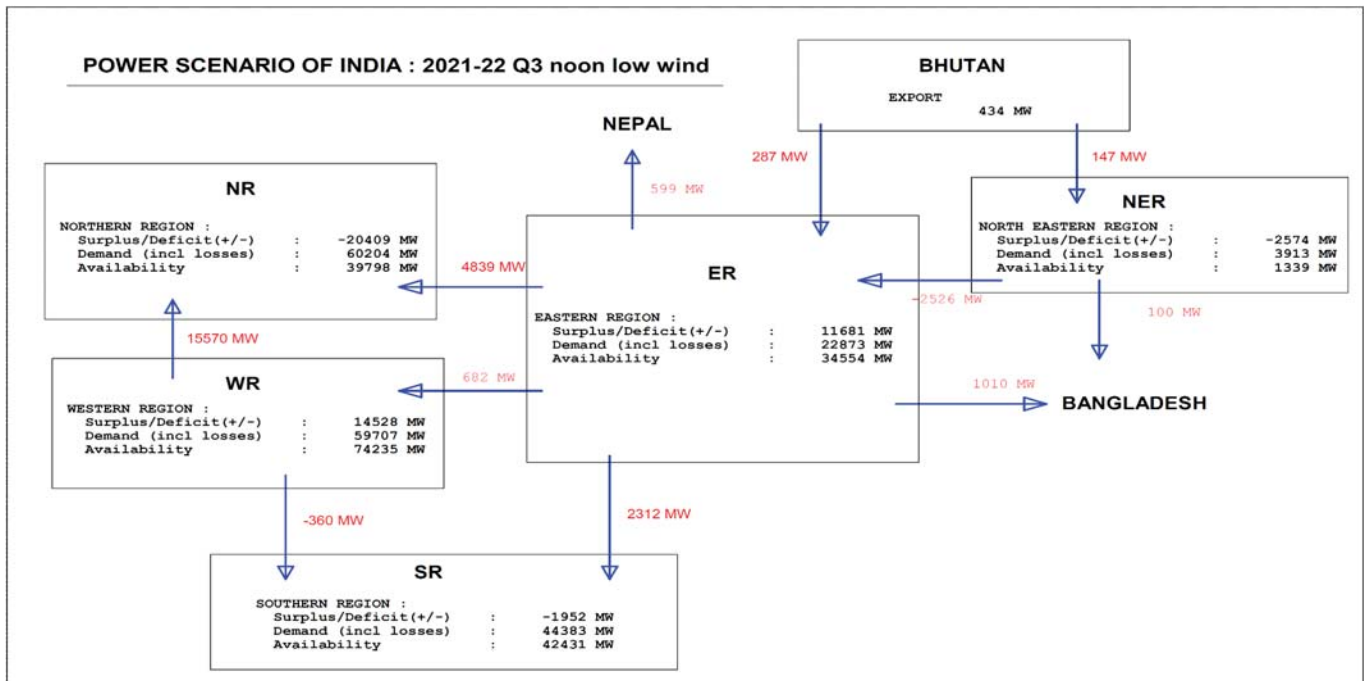 POWER SCENARIO OF INDIA : 2021-22 Q3 noon low wind
BHUTAN
EXPORT
434 MW
NEPAL
287 MW
147 MW
599 MW
NR
NORTHERN REGION :
Surplus/Deficit(+/-) : -20409 MW
Demand (incl losses) : 60204 MW
Availability : 39798 MW
NER
NORTH EASTERN REGION :
Surplus/Deficit(+/-) : -2574 MW
Demand (incl losses) : 3913 MW
Availability : 1339 MW
4839 MW
ER
EASTERN REGION :
Surplus/Deficit(+/-) : 11681 MW
Demand (incl losses) : 22873 MW
Availability : 34554 MW
-2526 MW
100 MW
15570 MW
682 MW
1010 MW
BANGLADESH
WR
WESTERN REGION :
Surplus/Deficit(+/-) : 14528 MW
Demand (incl losses) : 59707 MW
Availability : 74235 MW
-360 MW
2312 MW
SR
SOUTHERN REGION :
Surplus/Deficit(+/-) : -1952 MW
Demand (incl losses) : 44383 MW
Availability : 42431 MW